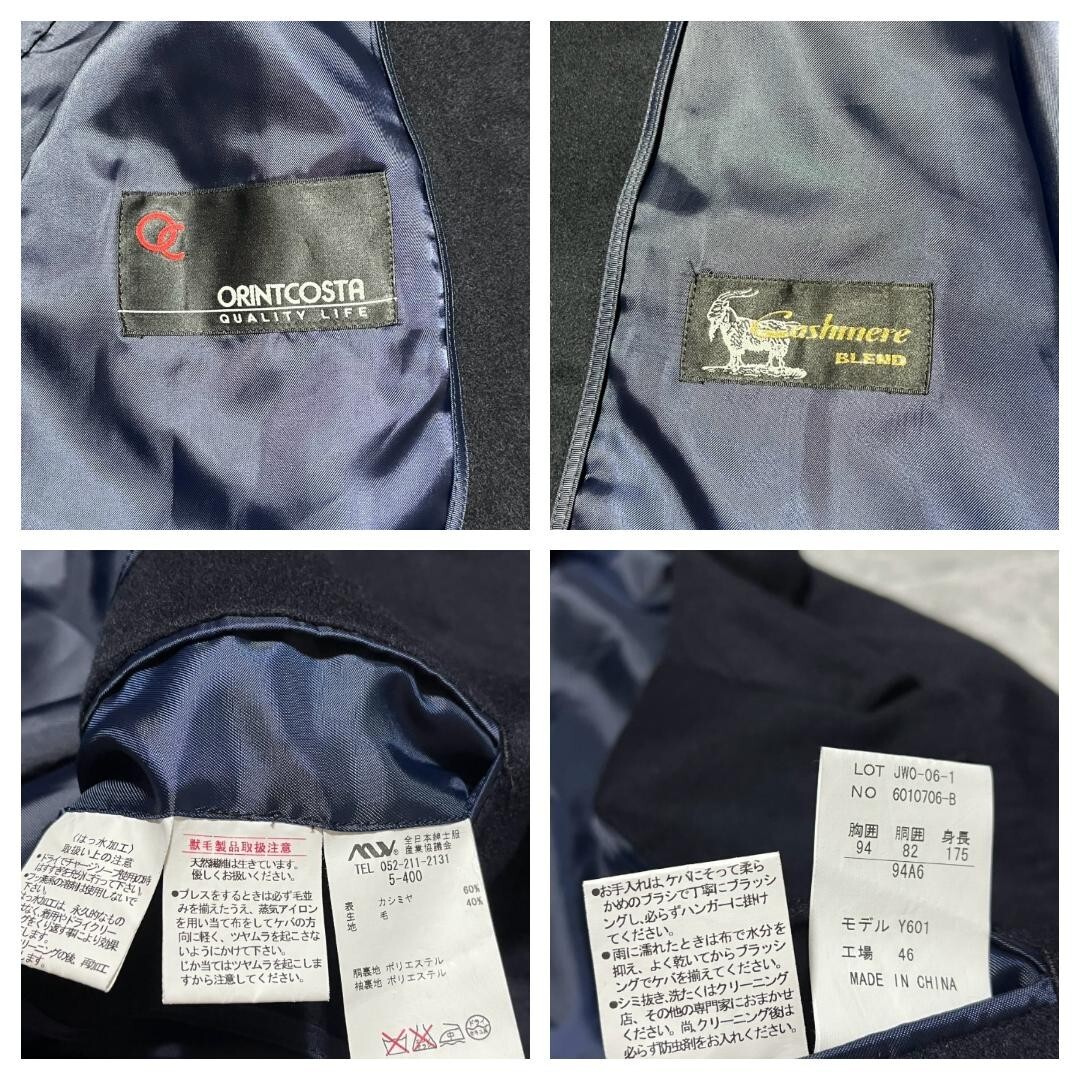 ORINTCOSTA
QUALITY LIFE
Cashmere
BLEND
〈はっ水加工〉
取扱い上の注意
獣毛製品取扱注意
天然繊維は生きています。
優しくお扱いください。
●プレスをするときは必ず毛並
みを揃えたうえ、蒸気アイロン
を用い当て布をしてケバの方向
に軽く、ツヤムラを起こさな
いようにかけて下さい。
じか当てはツヤムラを起こしま
すから注意してください。
全日本紳士服
産業協議会
TEL 052-211-2131
5-400
表生地
カシミヤ 60%
毛 40%
胴裏地 ポリエステル
袖裏地 ポリエステル
●お手入れは、ケバにそって柔ら
かめのブラシで丁寧にブラッシ
ングし、必らずハンガーに掛け
てください。
●雨に濡れたときは布で水分を
抑え、よく乾いてからブラッシ
ングでケバを揃えてください。
●シミ抜き、洗たくはクリーニング
店、その他の専門家におまかせ
ください。尚、クリーニング後は
必らず防虫剤をお入れください。
LOT JWO-06-1
NO 6010706-B
胸囲 胴囲 身長
94 82 175
94A6
モデル Y601
工場 46
MADE IN CHINA